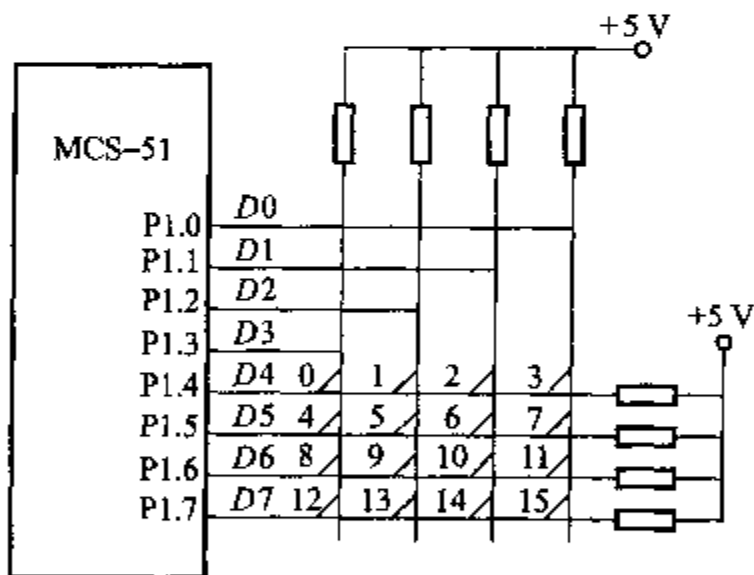 +5 V
MCS-51
P1.0 D0
P1.1 D1
P1.2 D2
P1.3 D3
+5 V
P1.4 D4 0 1 2 3
P1.5 D5 4 5 6 7
P1.6 D6 8 9 10 11
P1.7 D7 12 13 14 15